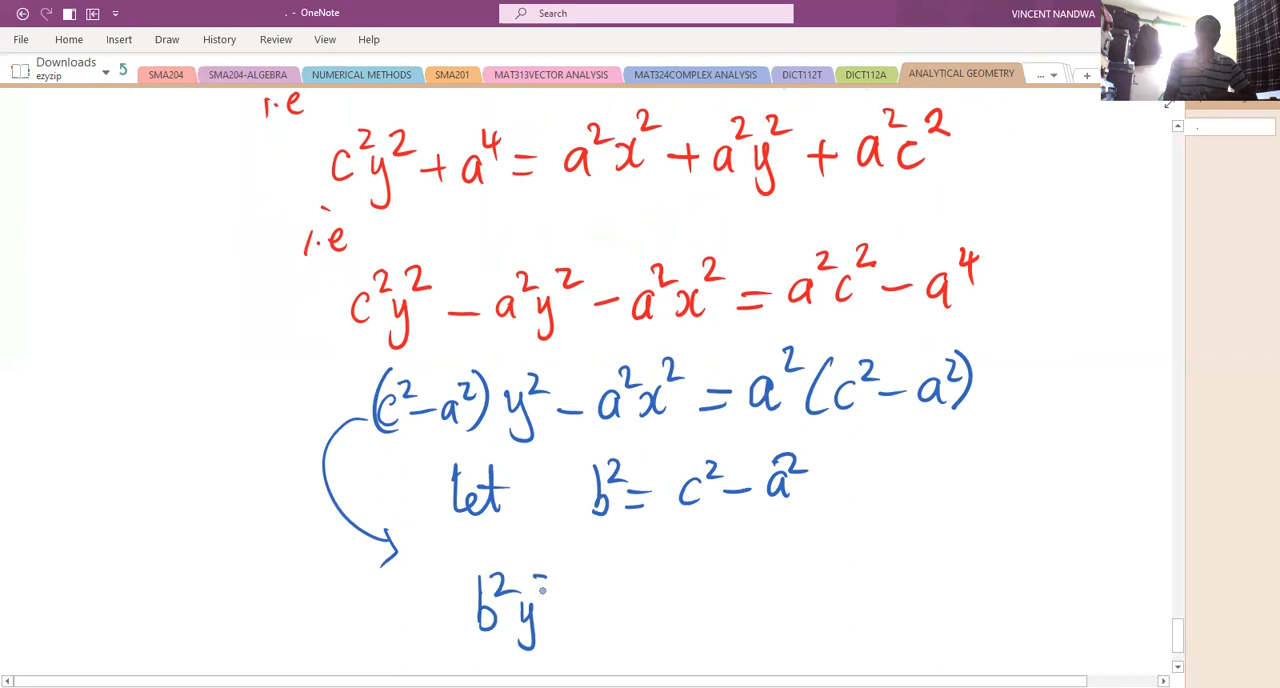 . - OneNote
Search
VINCENT NANDWA
File Home Insert Draw History Review View Help
Downloads
ezyzip
SMA204 SMA204-ALGEBRA NUMERICAL METHODS SMA201 MAT313VECTOR ANALYSIS MAT324COMPLEX ANALYSIS DICT112T DICT112A ANALYTICAL GEOMETRY ... +
i.e
c²y² + a⁴ = a²x² + a²y² + a²c²
i.e
c²y² - a²y² - a²x² = a²c² - a⁴
(c² - a²) y² - a²x² = a² (c² - a²)
let b² = c² - a²
b²y